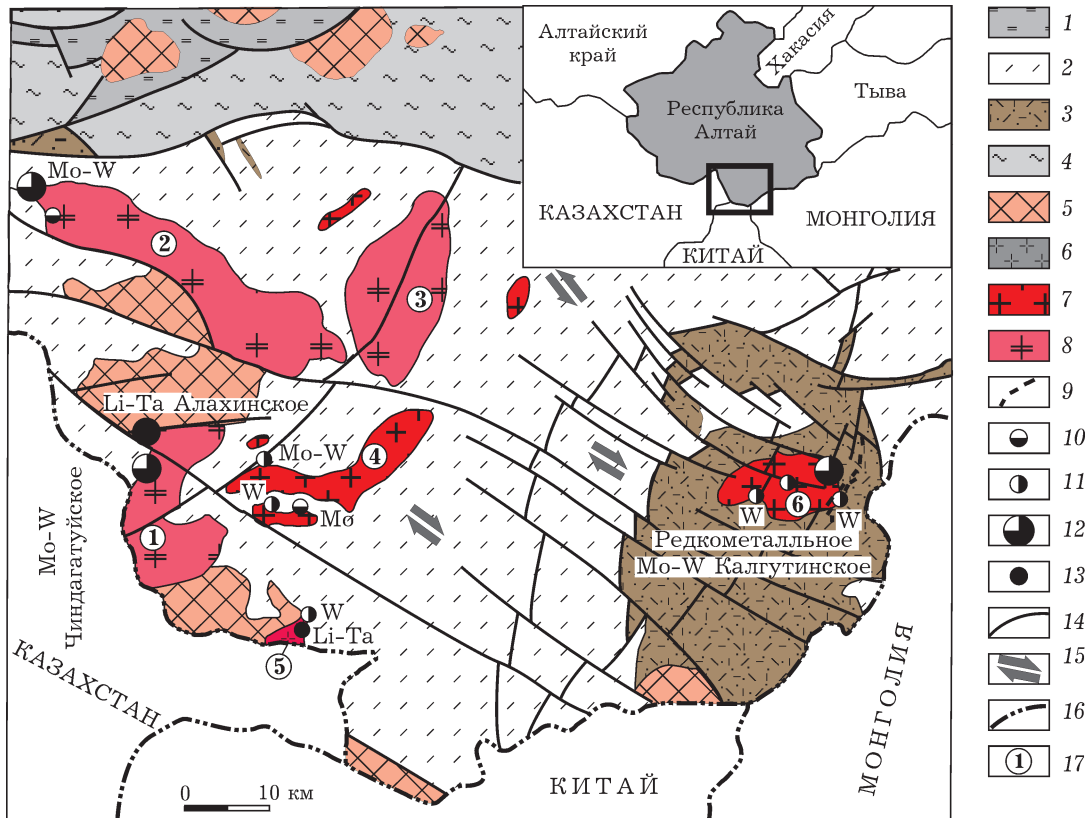 Алтайский
край
Хакасия
Тыва
Республика
Алтай
КАЗАХСТАН
МОНГОЛИЯ
КИТАЙ
Mo-W
2
3
Li-Ta Алахинское
Mo-W
4
W
Mo
Mo-W
Чиндагатуйское
1
W
Li-Ta
5
6
W
W
Редкометалльное
Mo-W Калгутинское
КАЗАХСТАН
КИТАЙ
МОНГОЛИЯ
0 10 км
1
2
3
4
5
6
7
8
9
10
11
12
13
14
15
16
1 17